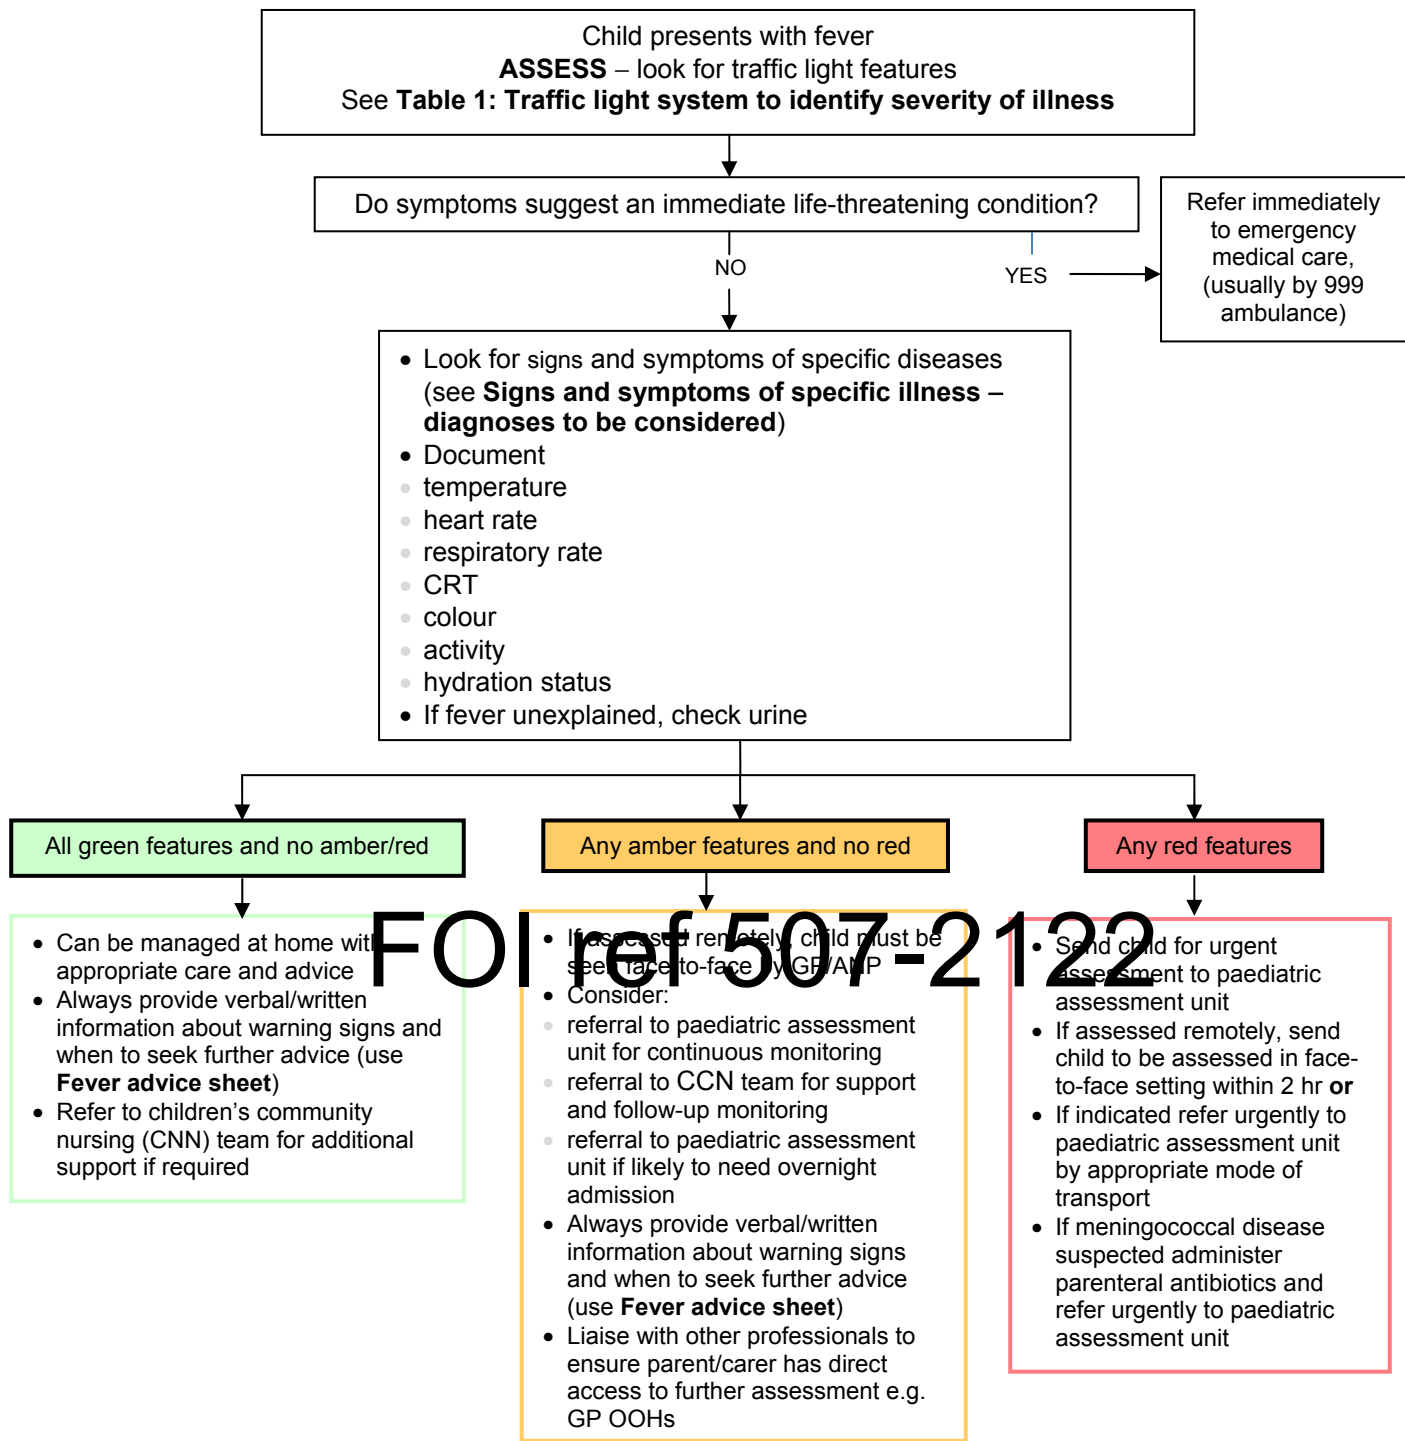 Child presents with fever
ASSESS – look for traffic light features
See Table 1: Traffic light system to identify severity of illness
Do symptoms suggest an immediate life-threatening condition?
Refer immediately
to emergency
medical care,
(usually by 999
ambulance)
NO
YES
• Look for signs and symptoms of specific diseases
(see Signs and symptoms of specific illness –
diagnoses to be considered)
• Document
• temperature
• heart rate
• respiratory rate
• CRT
• colour
• activity
• hydration status
• If fever unexplained, check urine
All green features and no amber/red
Any amber features and no red
Any red features
FOI ref 507-2122
• Can be managed at home with
appropriate care and advice
• Always provide verbal/written
information about warning signs and
when to seek further advice (use
Fever advice sheet)
• Refer to children's community
nursing (CNN) team for additional
support if required
• If assessed remotely, child must be
seen face-to-face by GP/ANP
• Consider:
• referral to paediatric assessment
unit for continuous monitoring
• referral to CCN team for support
and follow-up monitoring
• referral to paediatric assessment
unit if likely to need overnight
admission
• Always provide verbal/written
information about warning signs
and when to seek further advice
(use Fever advice sheet)
• Liaise with other professionals to
ensure parent/carer has direct
access to further assessment e.g.
GP OOHs
• Send child for urgent
assessment to paediatric
assessment unit
• If assessed remotely, send
child to be assessed in face-
to-face setting within 2 hr or
• If indicated refer urgently to
paediatric assessment unit
by appropriate mode of
transport
• If meningococcal disease
suspected administer
parenteral antibiotics and
refer urgently to paediatric
assessment unit